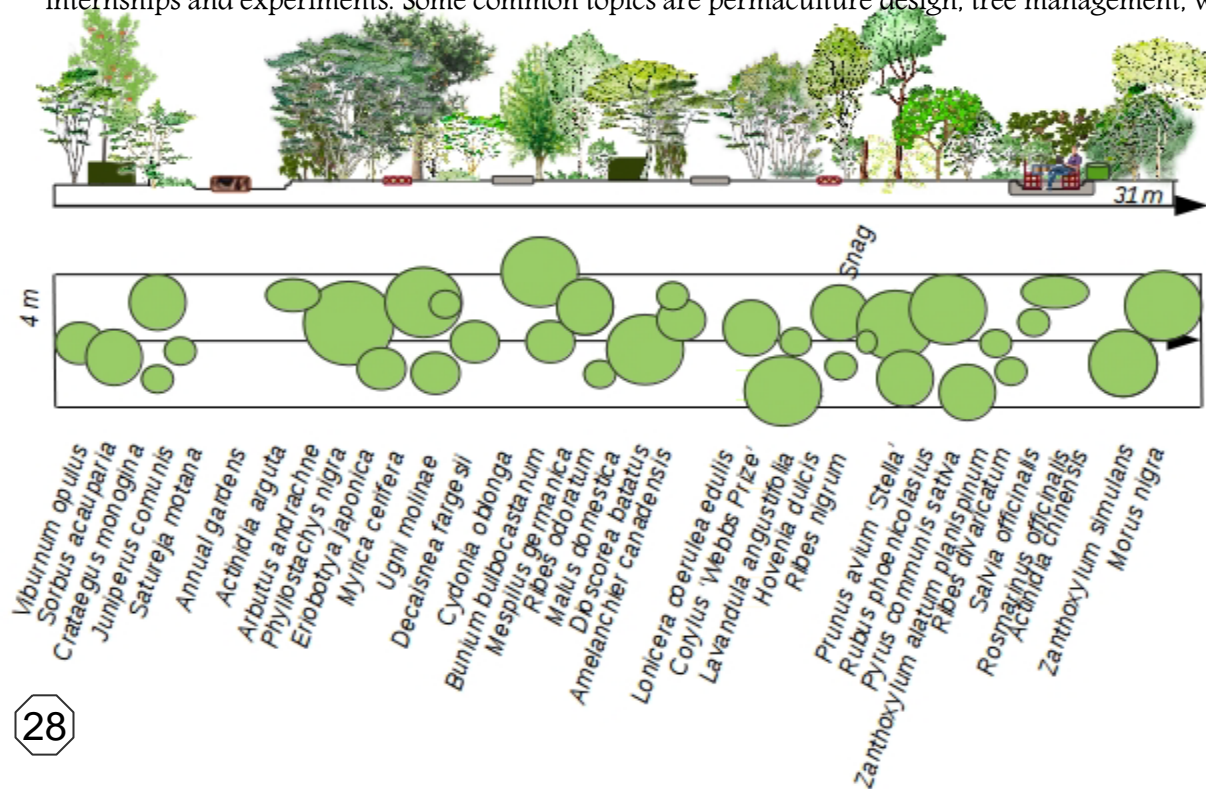 internships and experiments. Some common topics are permaculture design, tree management, w
31 m
Snag
4 m
Viburnum opulus
Sorbus acauparia
Crataegus monogina
Juniperus comunis
Satureja motana
Annual gardens
Actinidia arguta
Arbutus andrachne
Phyllostachys nigra
Eriobotrya japonica
Myrica cerifera
Ugni molinae
Decaisnea fargesii
Cydonia oblonga
Bunium bulbocastanum
Mespilus germanica
Ribes odoratum
Malus domestica
Dioscorea batatus
Amelanchier canadensis
Lonicera coerulea edulis
Corylus ‘Webbs Prize’
Lavandula angustifolia
Hovenia dulcis
Ribes nigrum
Prunus avium ‘Stella’
Rubus phoenicolasius
Pyrus communis sativa
Zanthoxylum alatum planispinum
Ribes divaricatum
Salvia officinalis
Rosmarinus officinalis
Actinidia chinensis
Zanthoxylum simulans
Morus nigra
28